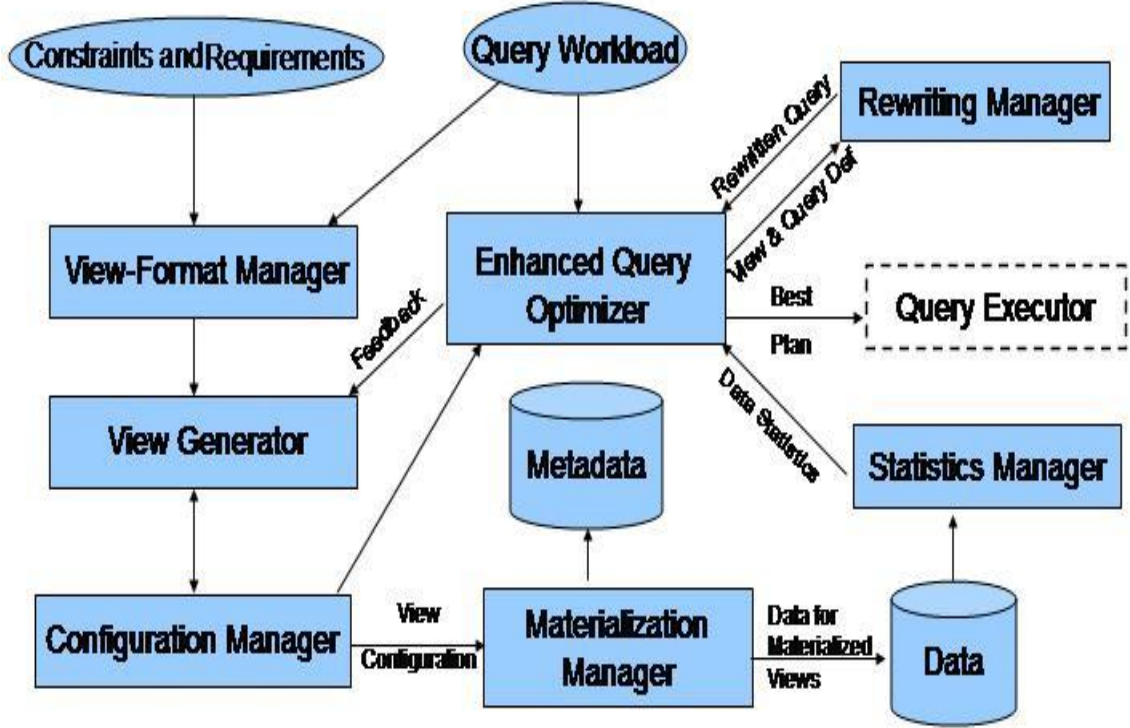 Constraints and Requirements
Query Workload
Rewriting Manager
Rewritten Query
View & Query Def
View-Format Manager
Enhanced Query
Optimizer
Best
Plan
Query Executor
Feedback
Data Statistics
View Generator
Metadata
Statistics Manager
Configuration Manager
View
Configuration
Materialization
Manager
Data for
Materialized
Views
Data